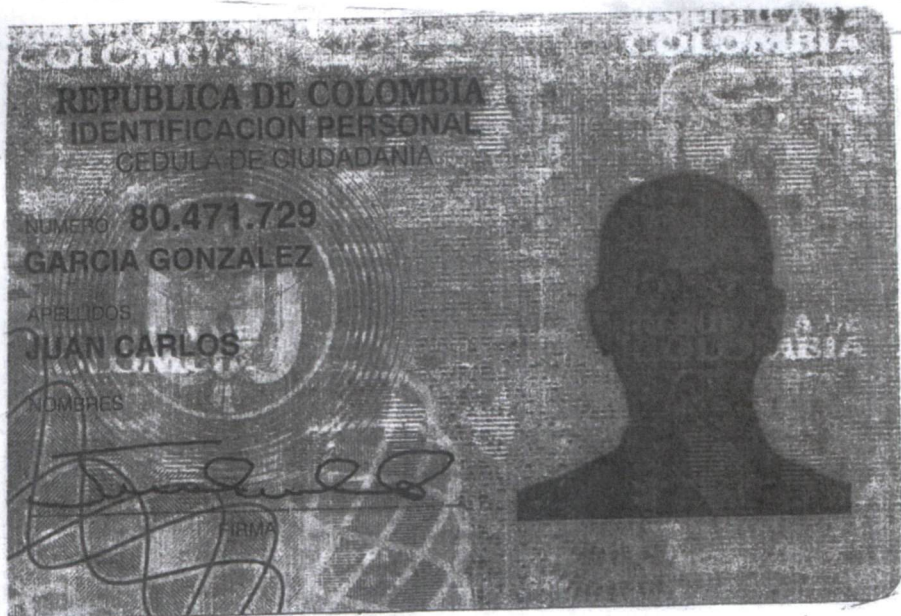 COLOMBIA
COLOMBIA
REPUBLICA DE COLOMBIA
IDENTIFICACION PERSONAL
CEDULA DE CIUDADANIA
NUMERO 80.471.729
GARCIA GONZALEZ
APELLIDOS
JUAN CARLOS
NOMBRES
FIRMA